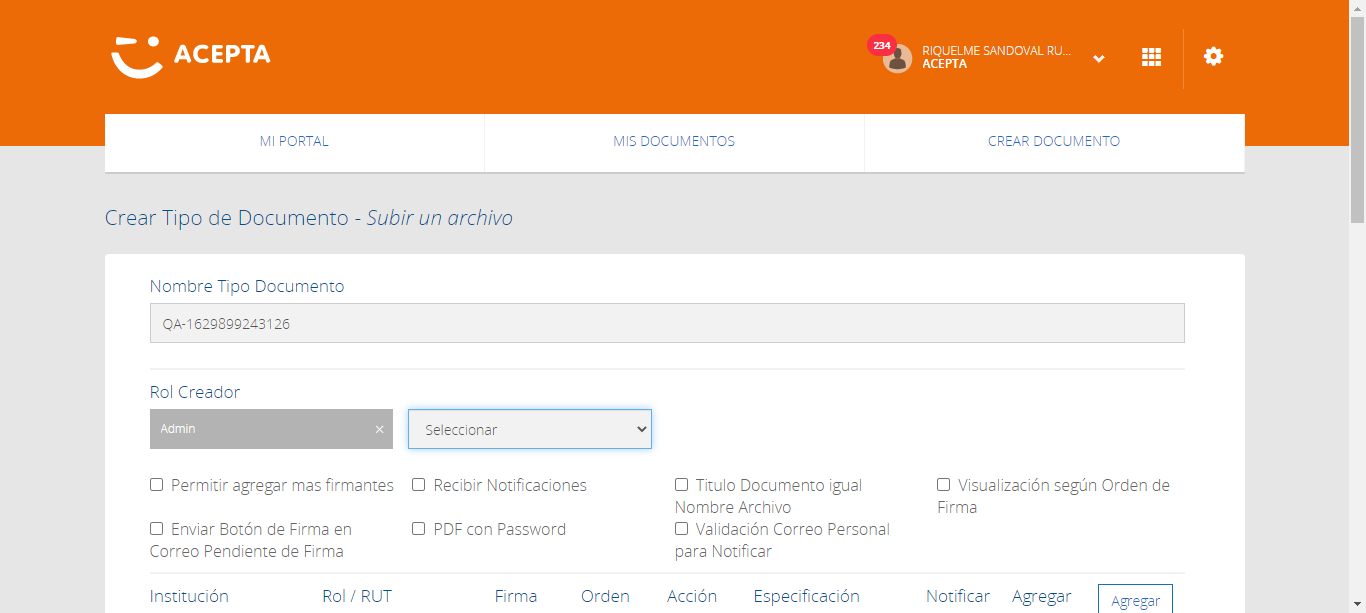 ACEPTA
234
RIQUELME SANDOVAL RU...
ACEPTA
MI PORTAL
MIS DOCUMENTOS
CREAR DOCUMENTO
Crear Tipo de Documento - Subir un archivo
Nombre Tipo Documento
QA-1629899243126
Rol Creador
Admin ×
Seleccionar
Permitir agregar mas firmantes
Recibir Notificaciones
Titulo Documento igual
Nombre Archivo
Visualización según Orden de
Firma
Enviar Botón de Firma en
Correo Pendiente de Firma
PDF con Password
Validación Correo Personal
para Notificar
Institución Rol / RUT Firma Orden Acción Especificación Notificar Agregar Agregar